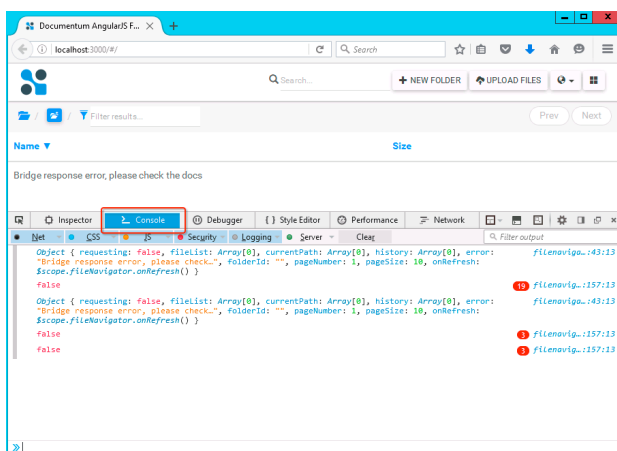 Documentum AngularJS F... × +
localhost:3000/#/ Search
Search... + NEW FOLDER UPLOAD FILES
/ / Filter results... Prev Next
Name ▼ Size
Bridge response error, please check the docs
Inspector Console Debugger { } Style Editor Performance Network
Net CSS JS Security Logging Server Clear Filter output
Object { requesting: false, fileList: Array[0], currentPath: Array[0], history: Array[0], error: filenaviga…:43:13
"Bridge response error, please check…", folderId: "", pageNumber: 1, pageSize: 10, onRefresh:
$scope.fileNavigator.onRefresh() }
false 19 filenavig…:157:13
Object { requesting: false, fileList: Array[0], currentPath: Array[0], history: Array[0], error: filenaviga…:43:13
"Bridge response error, please check…", folderId: "", pageNumber: 1, pageSize: 10, onRefresh:
$scope.fileNavigator.onRefresh() }
false 3 filenavig…:157:13
false 3 filenavig…:157:13
»